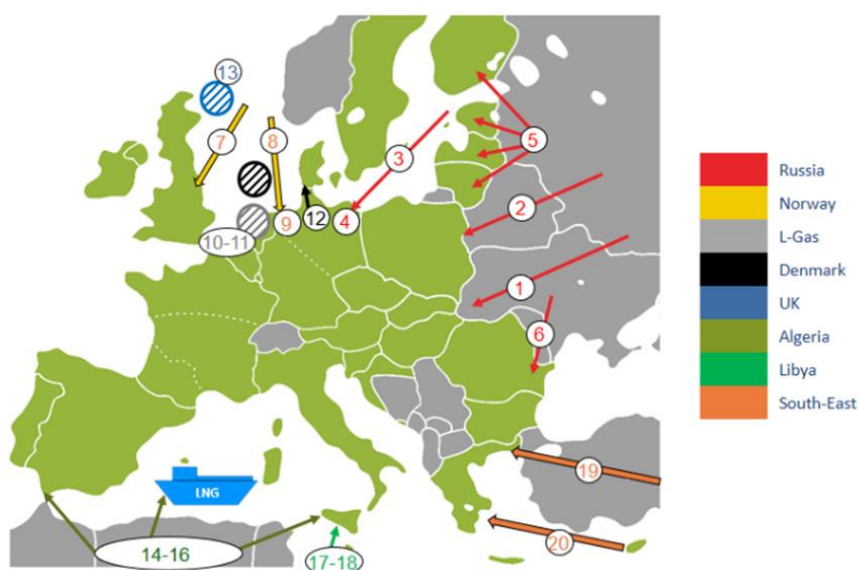 13
7
8
3
5
2
9
12
4
10-11
1
6
LNG
19
14-16
20
17-18
Russia
Norway
L-Gas
Denmark
UK
Algeria
Libya
South-East